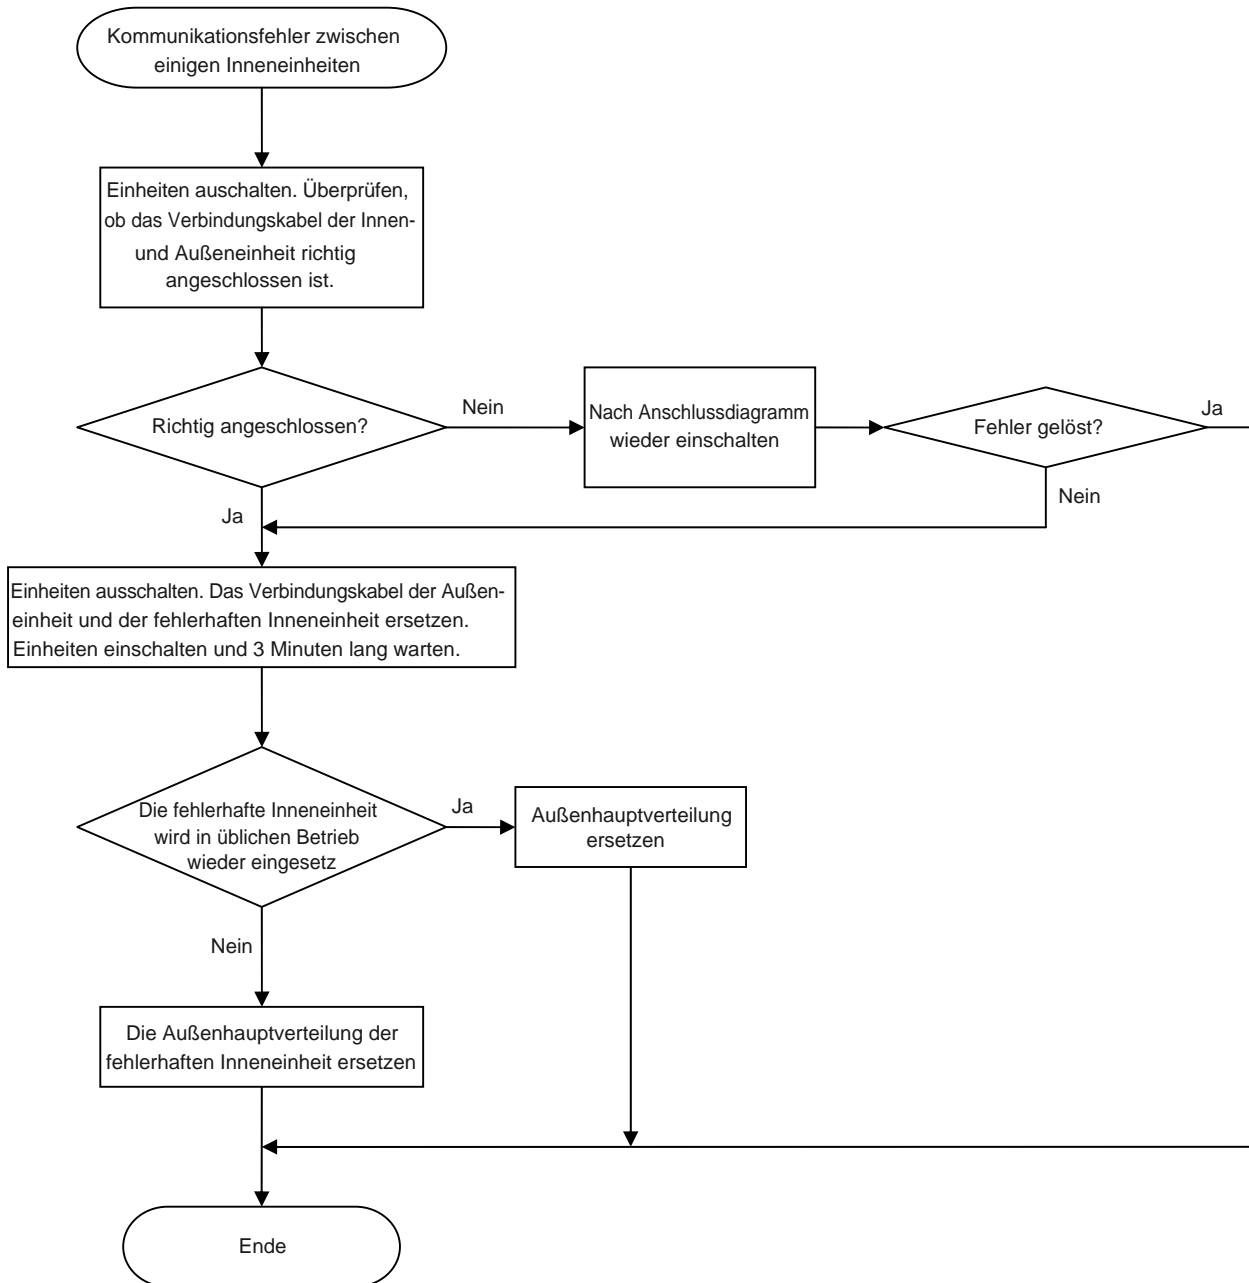 Kommunikationsfehler zwischen
einigen Inneneinheiten
Einheiten auschalten. Überprüfen,
ob das Verbindungskabel der Innen-
und Außeneinheit richtig
angeschlossen ist.
Richtig angeschlossen?
Nein
Nach Anschlussdiagramm
wieder einschalten
Fehler gelöst?
Ja
Nein
Ja
Einheiten ausschalten. Das Verbindungskabel der Außen-
einheit und der fehlerhaften Inneneinheit ersetzen.
Einheiten einschalten und 3 Minuten lang warten.
Die fehlerhafte Inneneinheit
wird in üblichen Betrieb
wieder eingesetz
Ja
Außenhauptverteilung
ersetzen
Nein
Die Außenhauptverteilung der
fehlerhaften Inneneinheit ersetzen
Ende